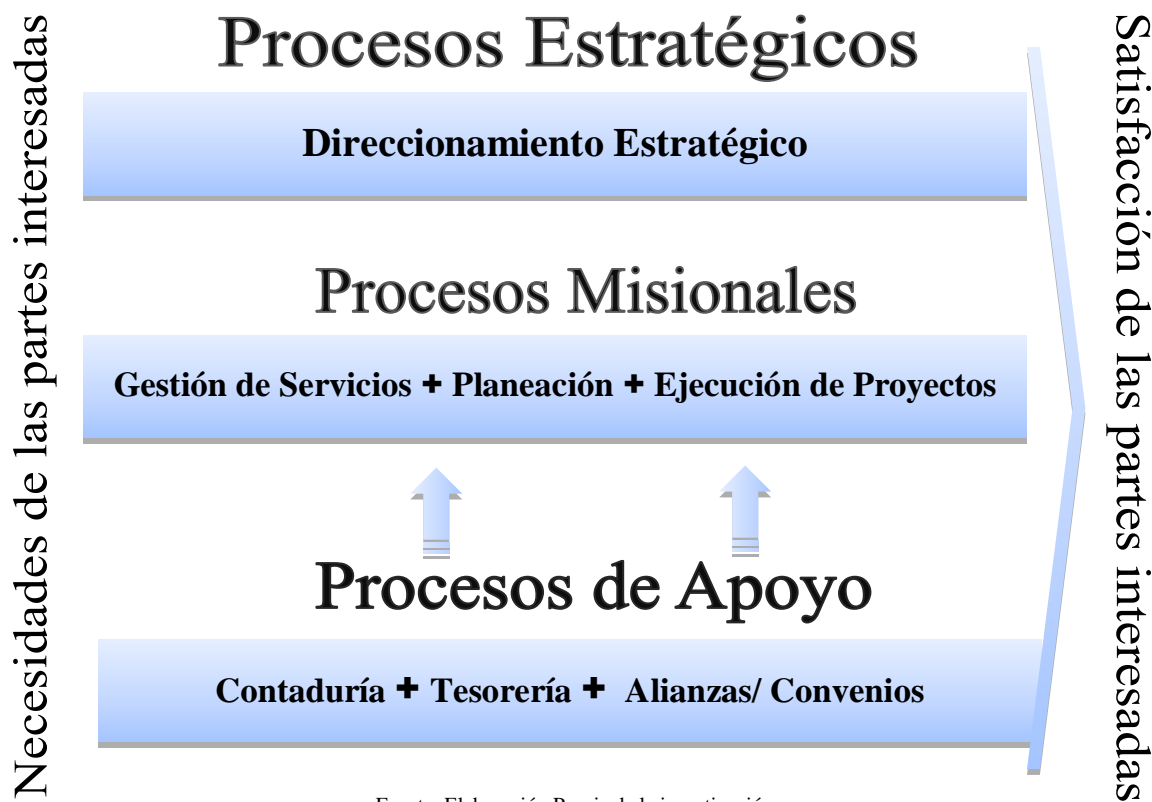 Necesidades de las partes interesadas
Procesos Estratégicos
Direccionamiento Estratégico
Procesos Misionales
Gestión de Servicios + Planeación + Ejecución de Proyectos
Procesos de Apoyo
Contaduría + Tesorería + Alianzas/ Convenios
Satisfacción de las partes interesadas